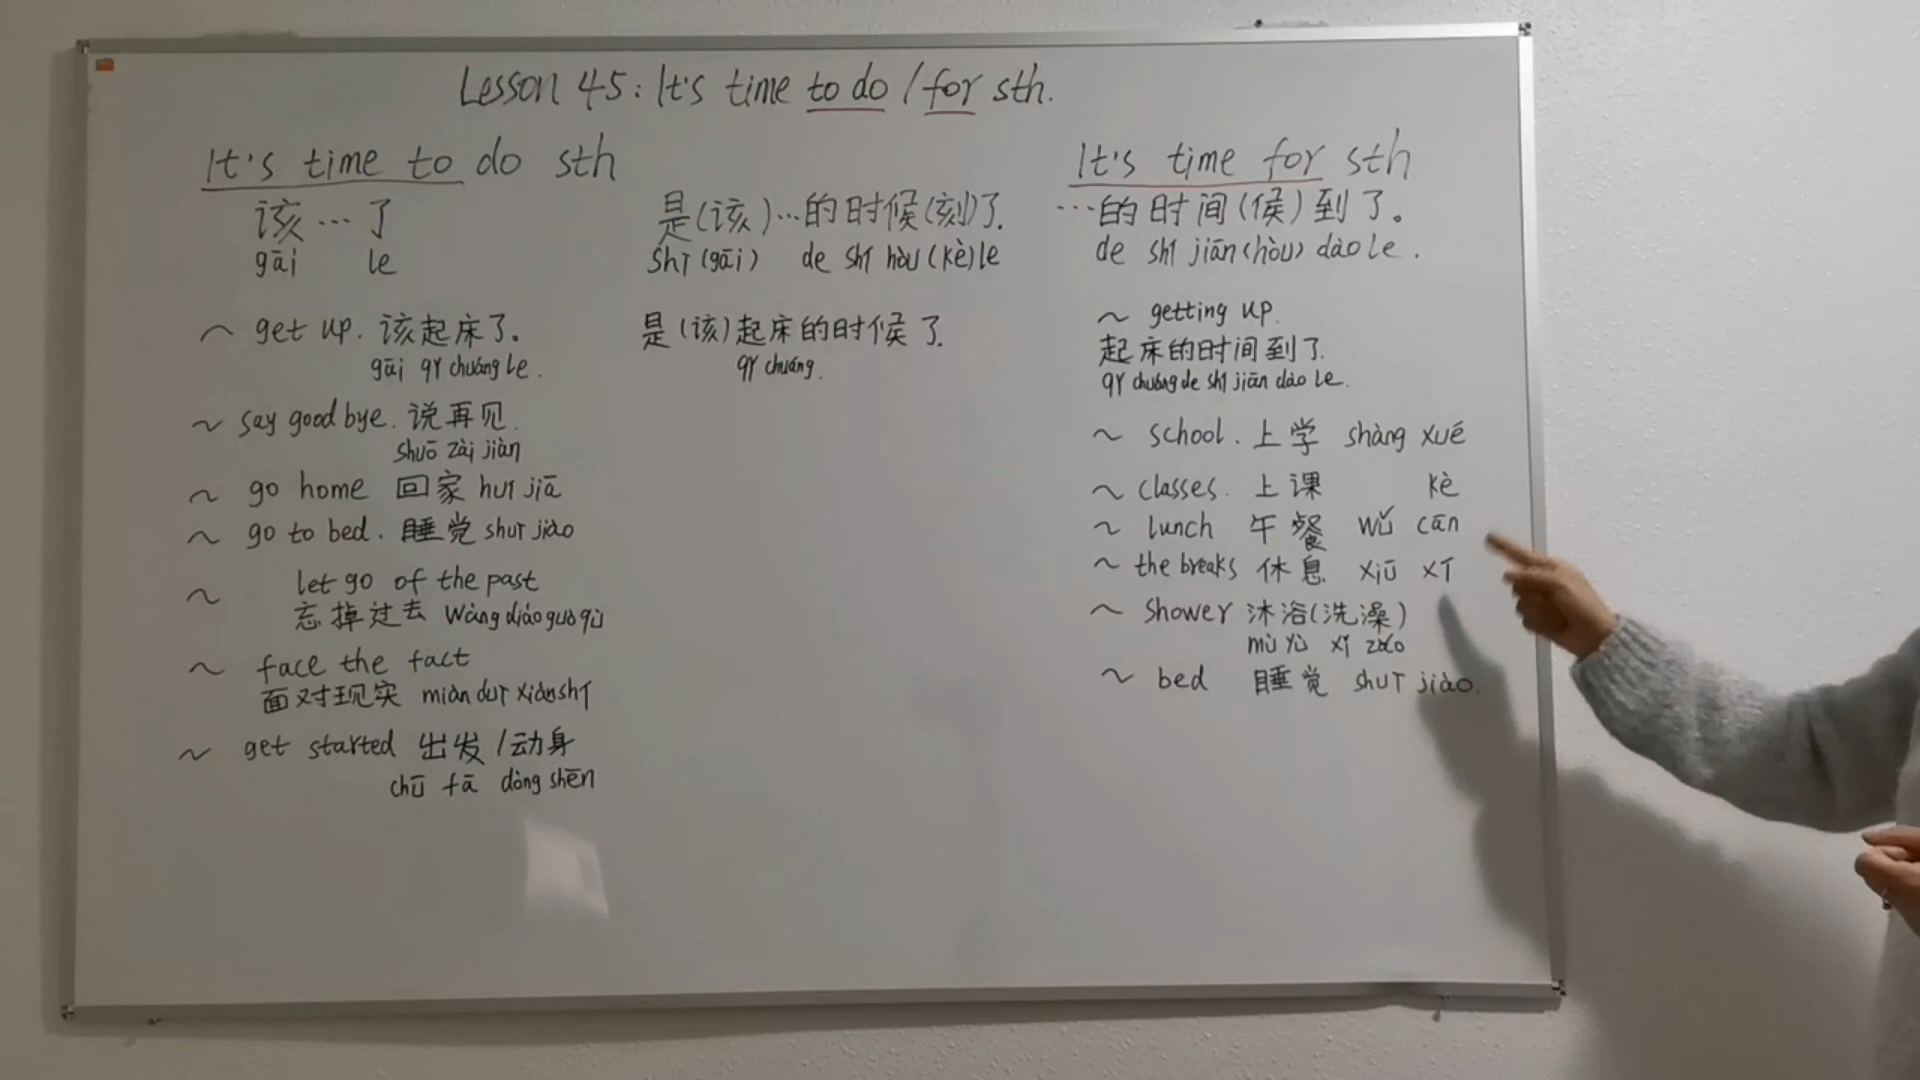 Lesson 45: It's time to do / for sth.
It's time to do sth
该…了
gāi le
~ get up. 该起床了。
gāi qǐ chuáng le.
~ say good bye. 说再见.
shuō zài jiàn
~ go home 回家 huí jiā
~ go to bed. 睡觉 shuì jiào
~ let go of the past
忘掉过去 wàng diào guò qù
~ face the fact
面对现实 miàn duì xiàn shí
~ get started 出发/动身
chū fā dòng shēn
是(该)…的时候(刻)了.
shì (gāi) de shí hòu (kè) le
是(该)起床的时候了.
qǐ chuáng.
It's time for sth
…的时间(候)到了。
de shí jiān (hòu) dào le.
~ getting up.
起床的时间到了.
qǐ chuáng de shí jiān dào le.
~ school. 上学 shàng xué
~ classes. 上课 kè
~ lunch 午餐 wǔ cān
~ the breaks 休息 xiū xī
~ shower 沐浴(洗澡)
mù yù xǐ zǎo
~ bed 睡觉 shuì jiào.